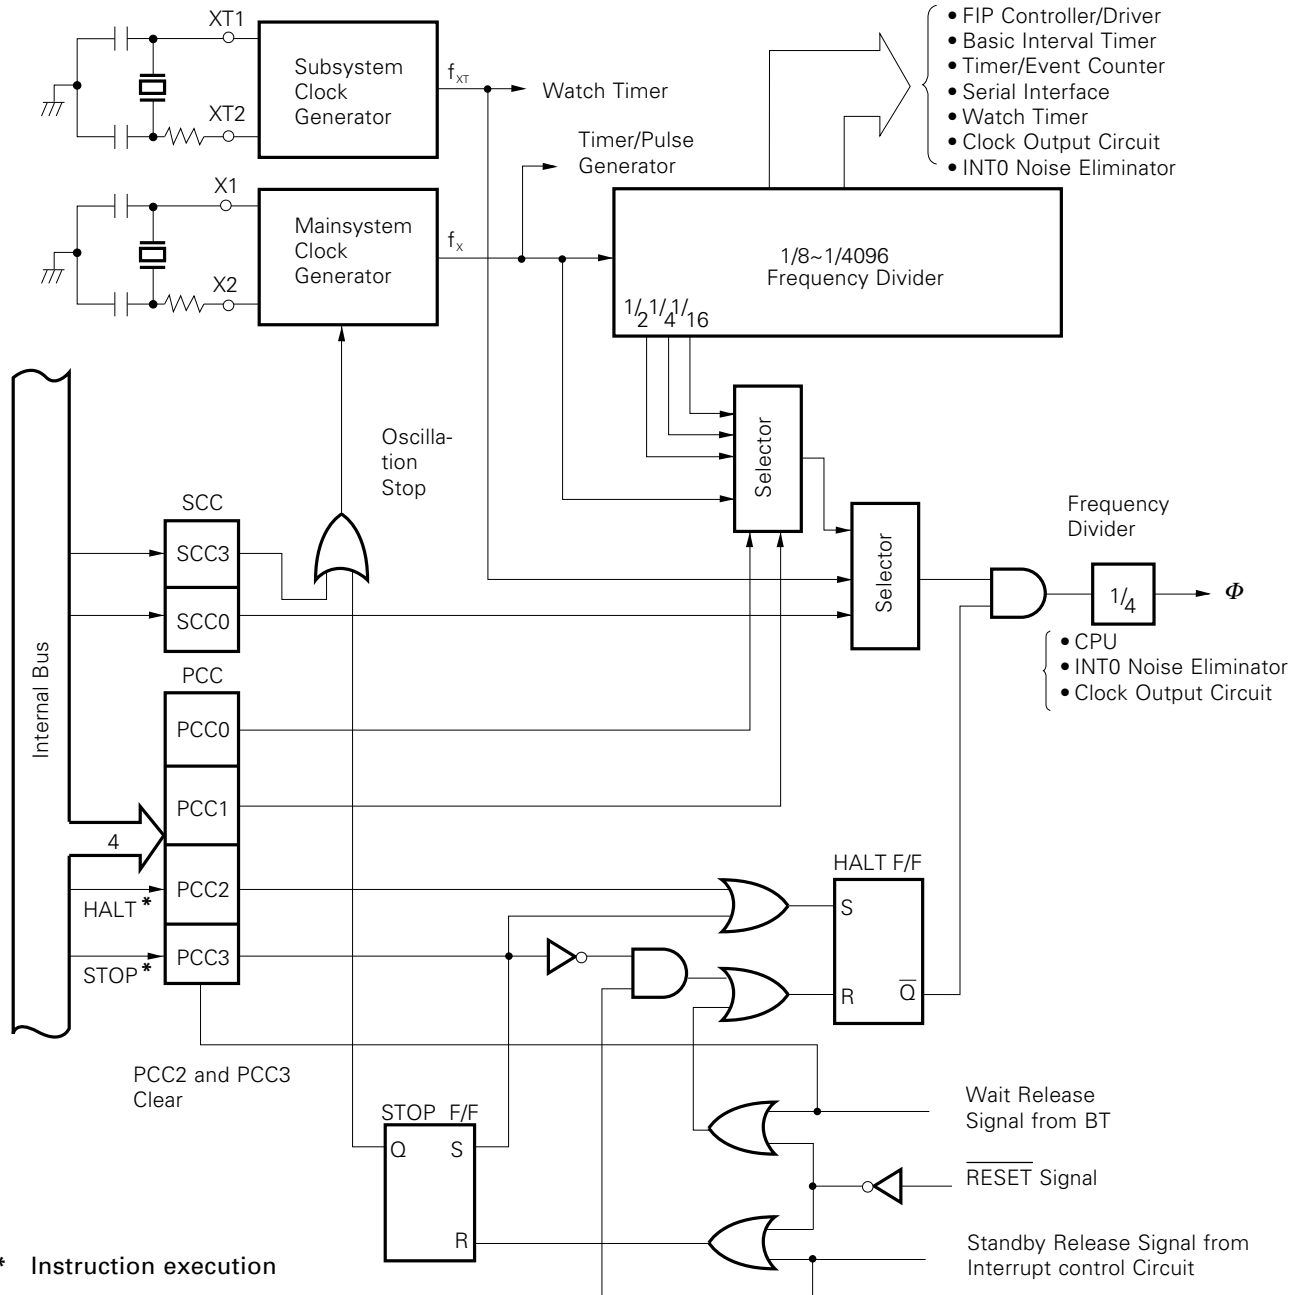 XT1
XT2
Subsystem
Clock
Generator
fXT
Watch Timer
Timer/Pulse
Generator
• FIP Controller/Driver
• Basic Interval Timer
• Timer/Event Counter
• Serial Interface
• Watch Timer
• Clock Output Circuit
• INT0 Noise Eliminator
X1
X2
Mainsystem
Clock
Generator
fX
1/8~1/4096
Frequency Divider
1/2 1/4 1/16
Oscilla-
tion
Stop
Selector
Selector
Frequency
Divider
1/4
Φ
• CPU
• INT0 Noise Eliminator
• Clock Output Circuit
Internal Bus
SCC
SCC3
SCC0
PCC
PCC0
PCC1
4
PCC2
HALT *
PCC3
STOP *
HALT F/F
S
R
Q̅
PCC2 and PCC3
Clear
STOP F/F
Q
S
R
Wait Release
Signal from BT
R̅E̅S̅E̅T̅ Signal
Standby Release Signal from
Interrupt control Circuit
* Instruction execution